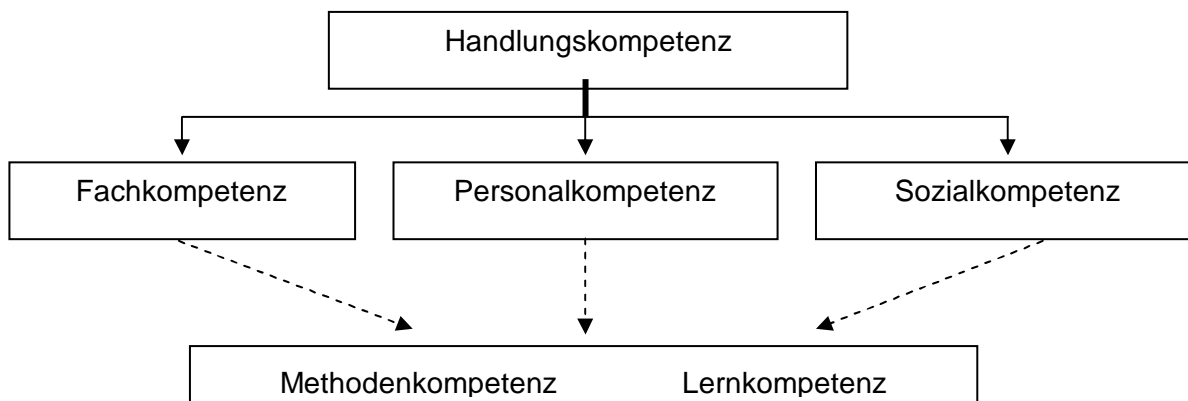 Handlungskompetenz
Fachkompetenz Personalkompetenz Sozialkompetenz
Methodenkompetenz Lernkompetenz